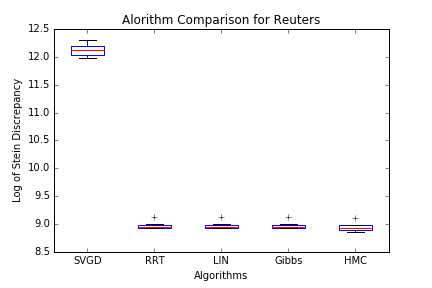 Alorithm Comparison for Reuters
12.5
12.0
11.5
11.0
10.5
10.0
9.5
9.0
8.5
Log of Stein Discrepancy
SVGD RRT LIN Gibbs HMC
Algorithms